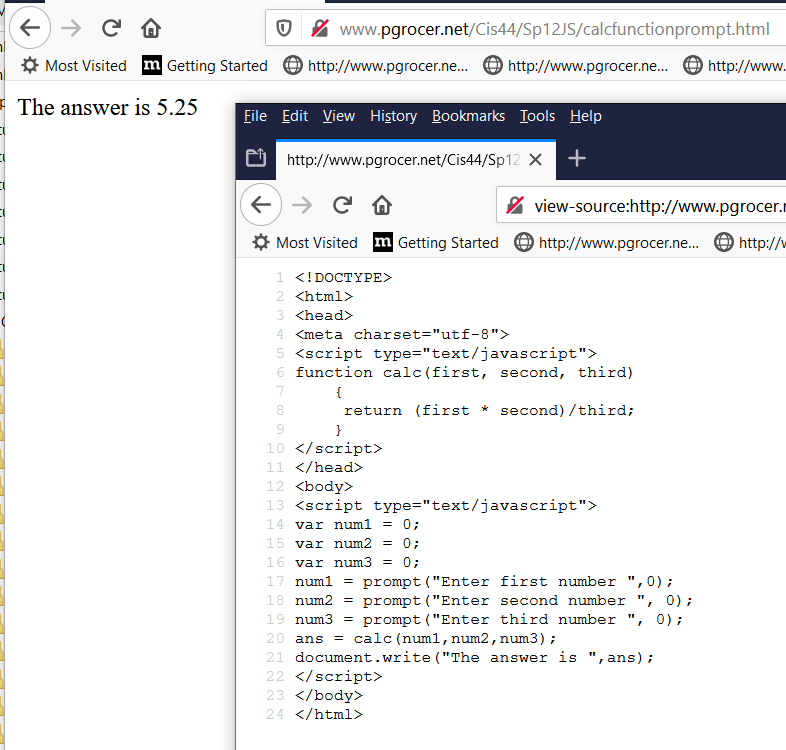 www.pgrocer.net/Cis44/Sp12JS/calcfunctionprompt.html
Most Visited m Getting Started http://www.pgrocer.ne... http://www.pgrocer.ne... http://www.
The answer is 5.25
File Edit View History Bookmarks Tools Help
http://www.pgrocer.net/Cis44/Sp12
view-source:http://www.pgrocer.
Most Visited m Getting Started http://www.pgrocer.ne... http://w
1 <!DOCTYPE>
2 <html>
3 <head>
4 <meta charset="utf-8">
5 <script type="text/javascript">
6 function calc(first, second, third)
7 {
8 return (first * second)/third;
9 }
10 </script>
11 </head>
12 <body>
13 <script type="text/javascript">
14 var num1 = 0;
15 var num2 = 0;
16 var num3 = 0;
17 num1 = prompt("Enter first number ",0);
18 num2 = prompt("Enter second number ", 0);
19 num3 = prompt("Enter third number ", 0);
20 ans = calc(num1,num2,num3);
21 document.write("The answer is ",ans);
22 </script>
23 </body>
24 </html>